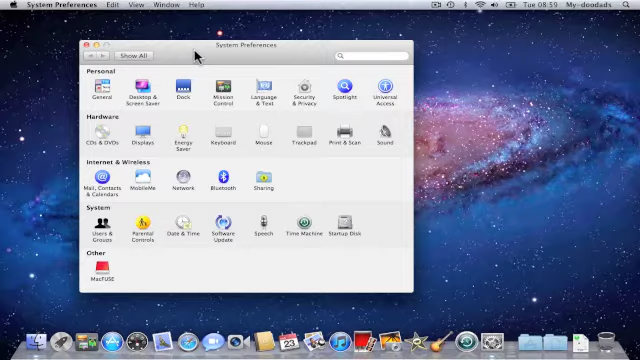 System Preferences Edit View Window Help Tue 08:59 My-doodads
System Preferences
Show All
Personal
General Desktop & Screen Saver Dock Mission Control Language & Text Security & Privacy Spotlight Universal Access
Hardware
CDs & DVDs Displays Energy Saver Keyboard Mouse Trackpad Print & Scan Sound
Internet & Wireless
Mail, Contacts & Calendars MobileMe Network Bluetooth Sharing
System
Users & Groups Parental Controls Date & Time Software Update Speech Time Machine Startup Disk
Other
MacFUSE
23